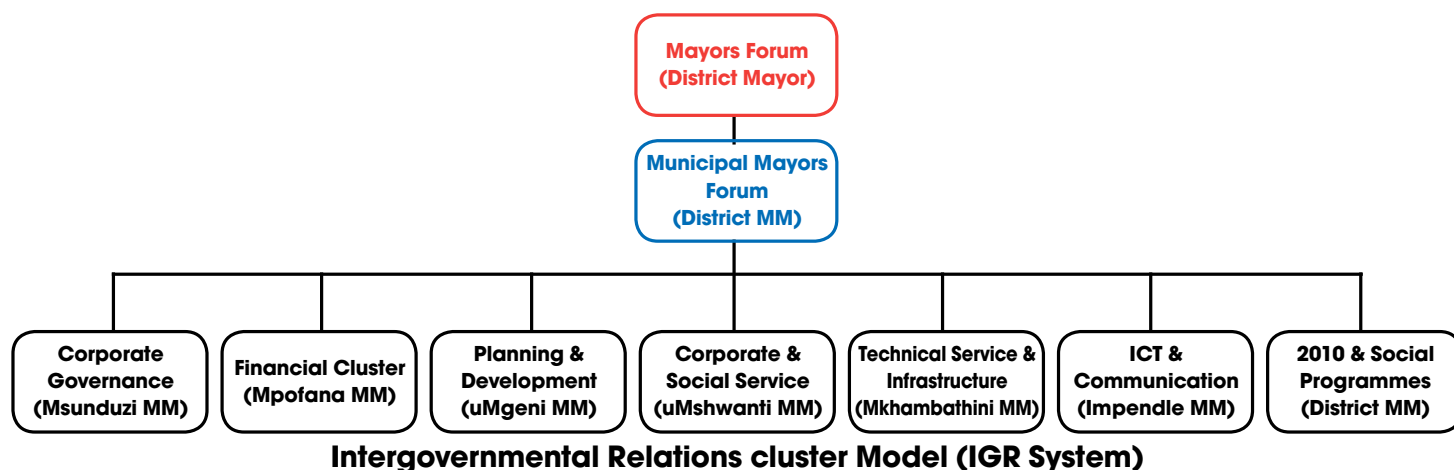 Mayors Forum
(District Mayor)
Municipal Mayors
Forum
(District MM)
Corporate
Governance
(Msunduzi MM)
Financial Cluster
(Mpofana MM)
Planning &
Development
(uMgeni MM)
Corporate &
Social Service
(uMshwanti MM)
Technical Service &
Infrastructure
(Mkhambathini MM)
ICT &
Communication
(Impendle MM)
2010 & Social
Programmes
(District MM)
Intergovernmental Relations cluster Model (IGR System)